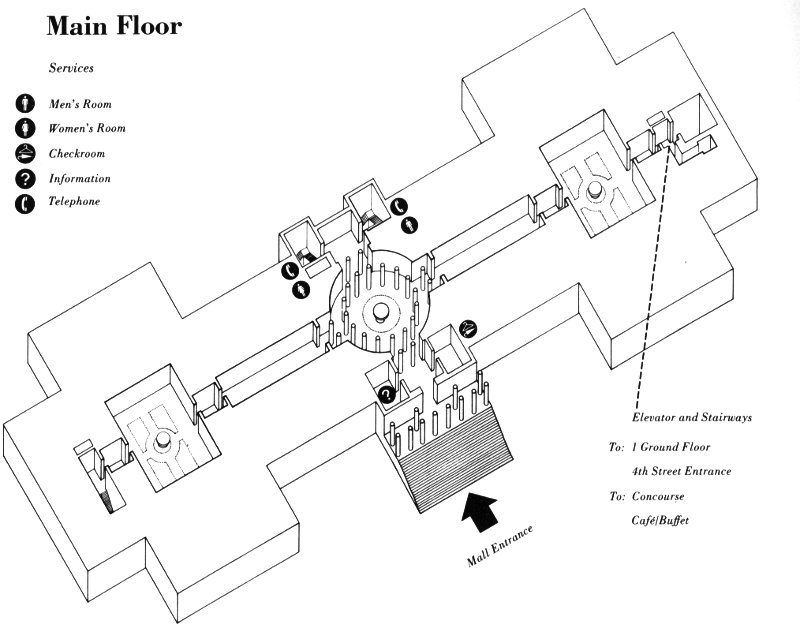 Main Floor
Services
Men's Room
Women's Room
Checkroom
? Information
Telephone
?
Elevator and Stairways
To: 1 Ground Floor
4th Street Entrance
To: Concourse
Café/Buffet
Mall Entrance